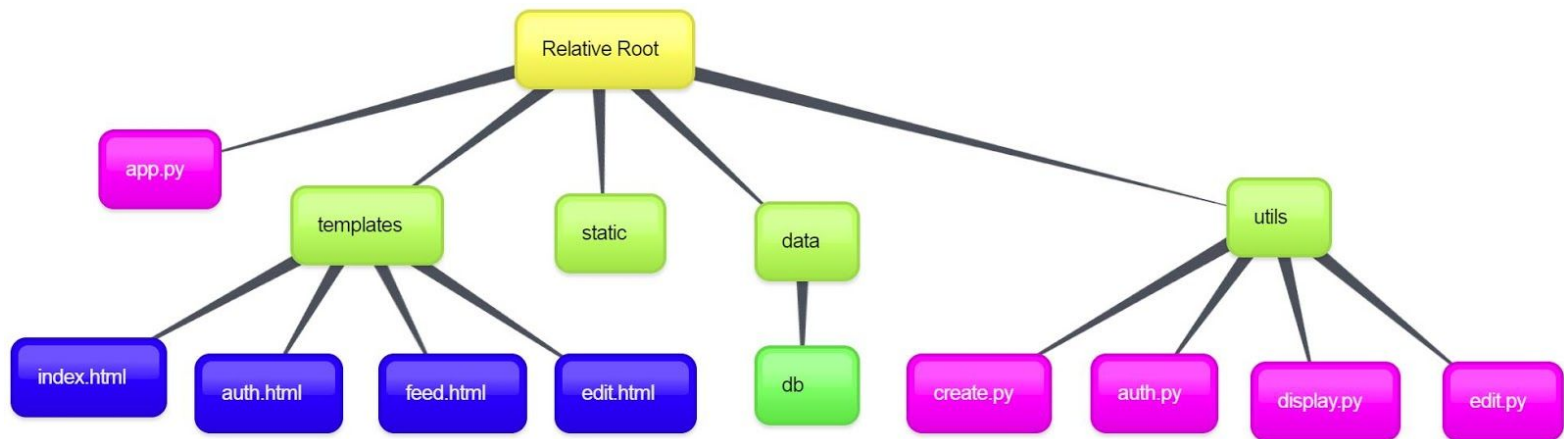 Relative Root
app.py
templates
static
data
utils
index.html
auth.html
feed.html
edit.html
db
create.py
auth.py
display.py
edit.py